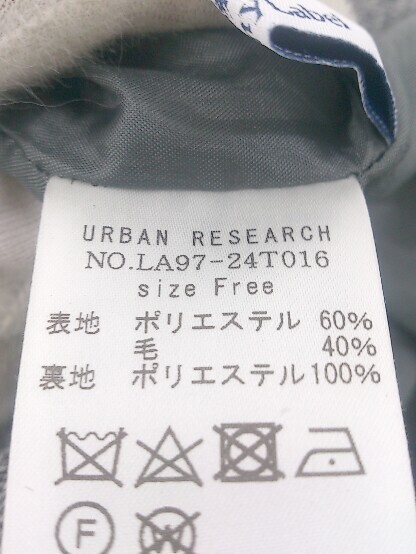 Label
URBAN RESEARCH
NO.LA97-24T016
size Free
表地 ポリエステル 60%
毛 40%
裏地 ポリエステル100%
F